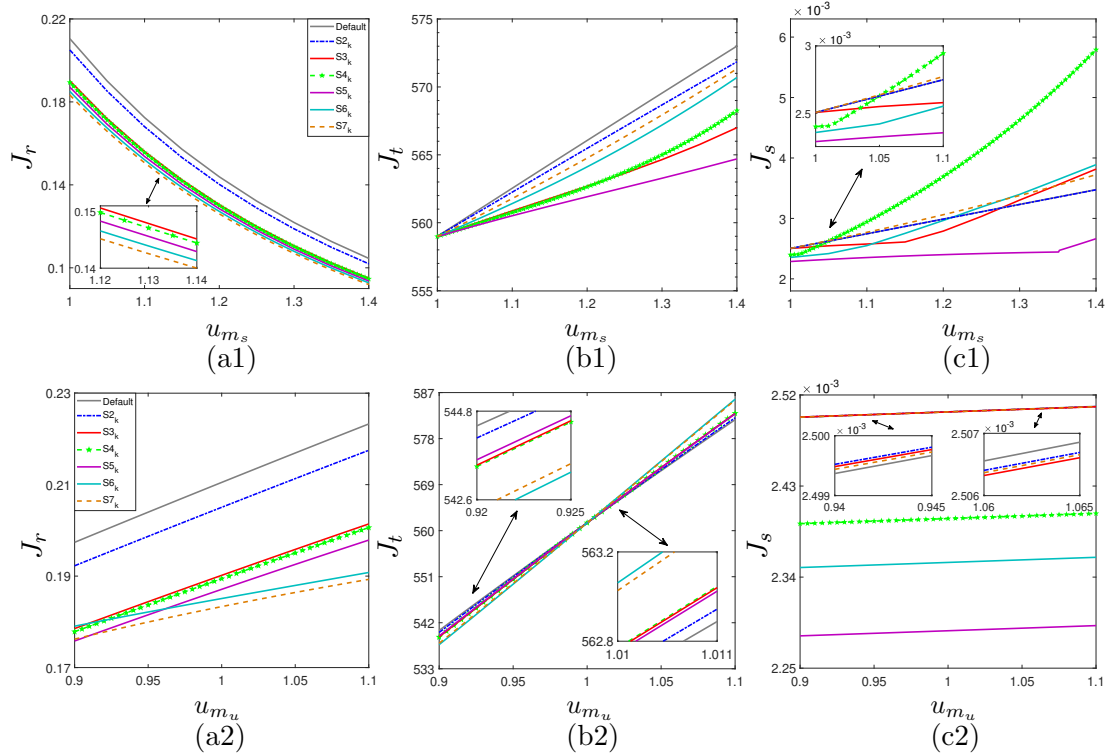 0.22
0.18
0.14
0.1
J_r
1
1.1
1.2
1.3
1.4
u_{m_s}
(a1)
Default
S2_k
S3_k
S4_k
S5_k
S6_k
S7_k
0.15
0.14
1.12
1.13
1.14
575
570
565
560
555
J_t
1
1.1
1.2
1.3
1.4
u_{m_s}
(b1)
× 10^{-3}
6
5
4
3
2
J_s
1
1.1
1.2
1.3
1.4
u_{m_s}
(c1)
× 10^{-3}
3
2.5
1
1.05
1.1
0.23
0.21
0.19
0.17
J_r
0.9
0.95
1
1.05
1.1
u_{m_u}
(a2)
Default
S2_k
S3_k
S4_k
S5_k
S6_k
S7_k
587
578
569
560
551
542
533
J_t
0.9
0.95
1
1.05
1.1
u_{m_u}
(b2)
544.8
542.6
0.92
0.925
563.2
562.8
1.01
1.011
× 10^{-3}
2.52
2.43
2.34
2.25
J_s
0.9
0.95
1
1.05
1.1
u_{m_u}
(c2)
× 10^{-3}
2.500
2.499
0.94
0.945
× 10^{-3}
2.507
2.506
1.06
1.065